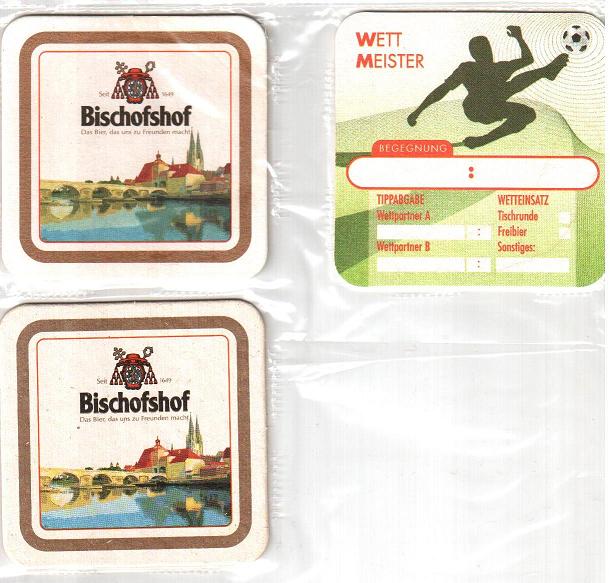 Seit 1649
Bischofshof
Das Bier, das uns zu Freunden macht
WETT
MEISTER
BEGEGNUNG
:
TIPPABGABE WETTEINSATZ
Wettpartner A Tischrunde
: Freibier
Wettpartner B Sonstiges:
:
Seit 1649
Bischofshof
Das Bier, das uns zu Freunden macht